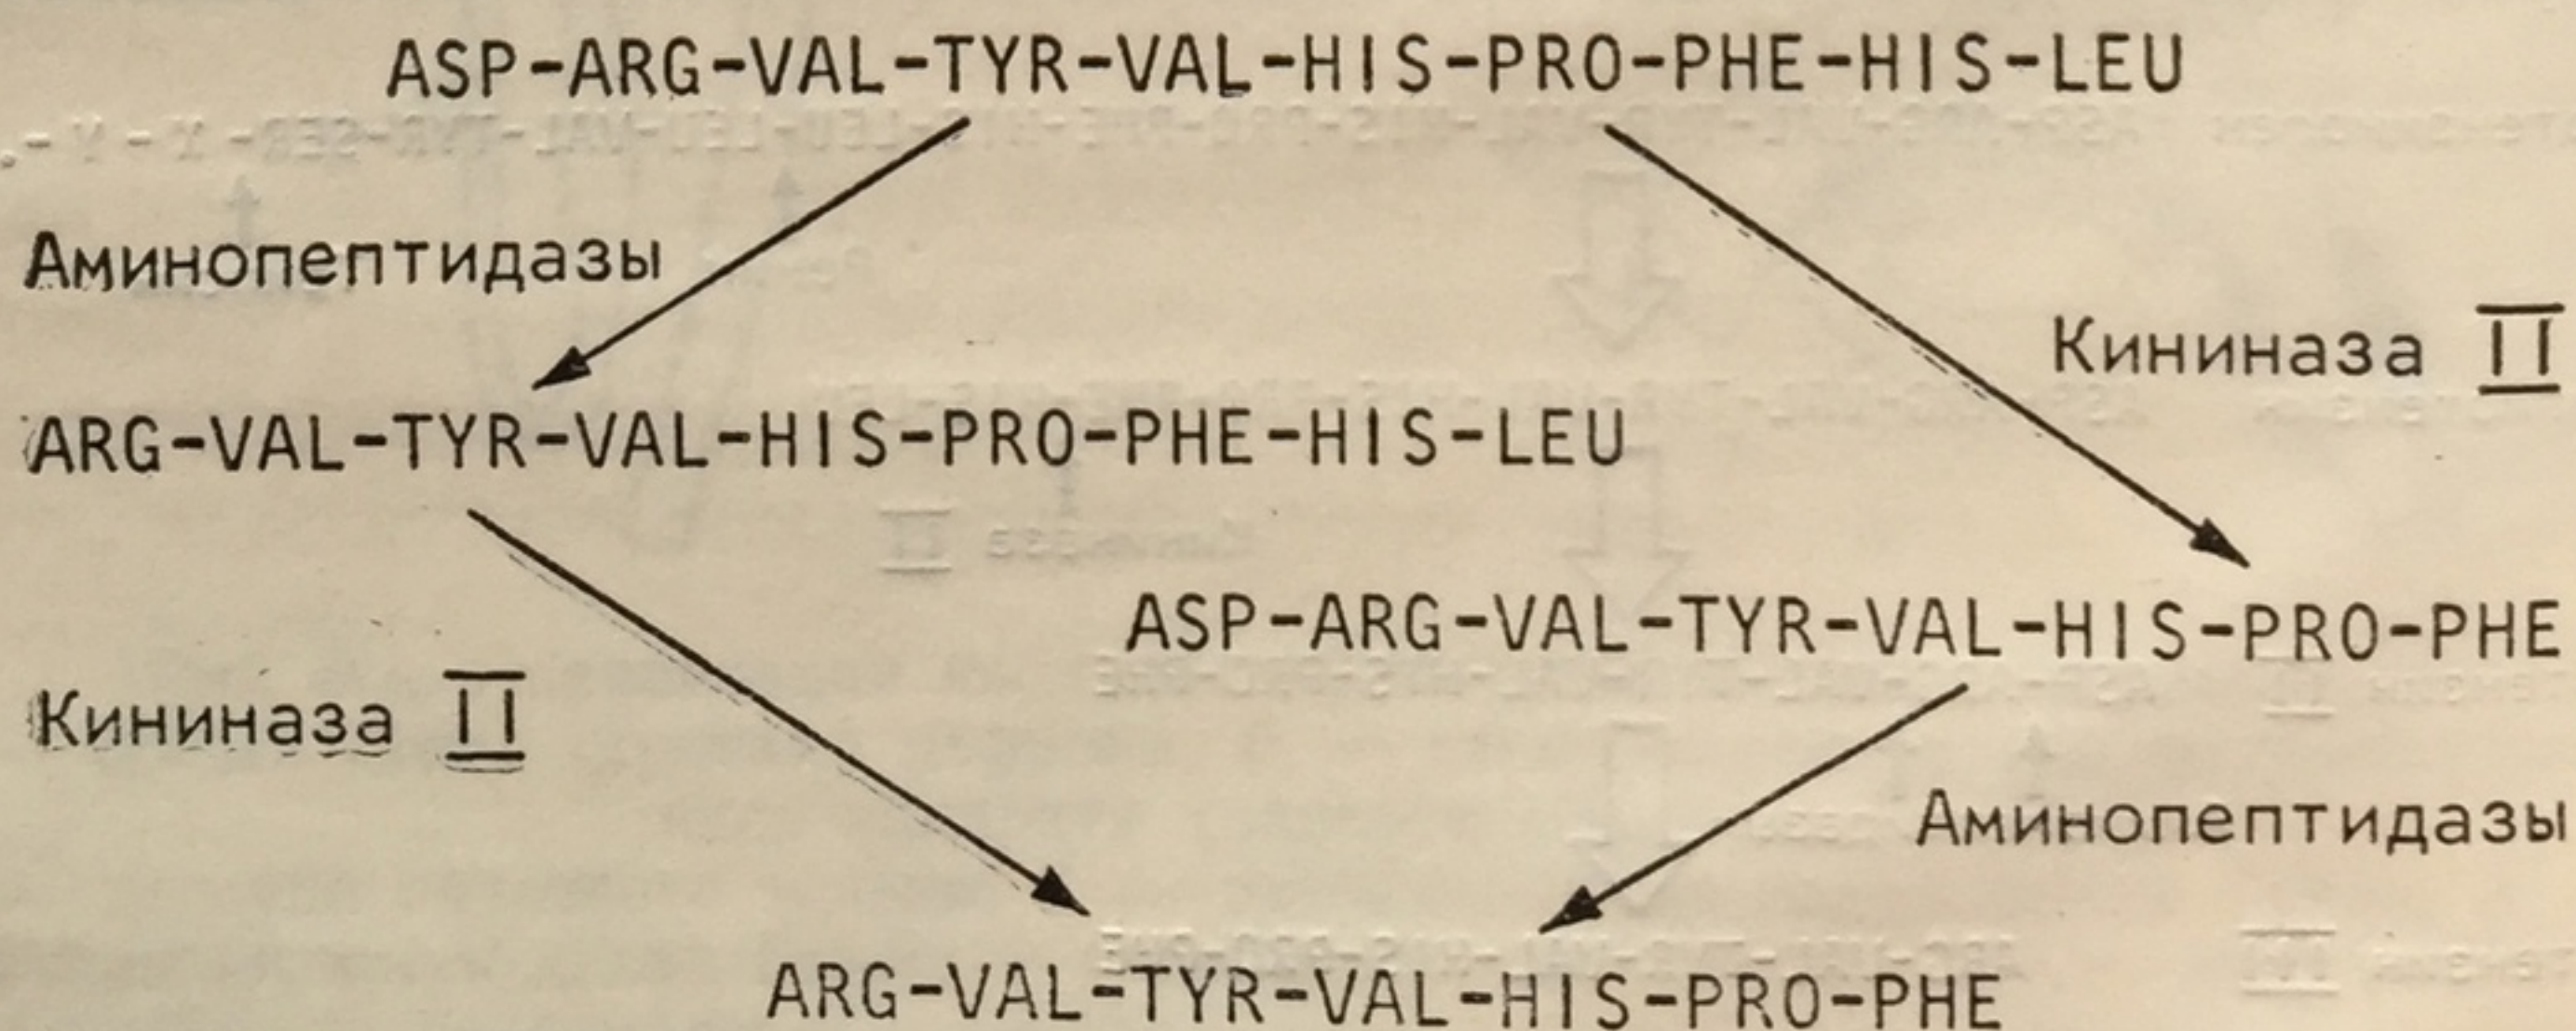 ASP-ARG-VAL-TYR-VAL-HIS-PRO-PHE-HIS-LEU
Аминопептидазы
Кининаза II
ARG-VAL-TYR-VAL-HIS-PRO-PHE-HIS-LEU
ASP-ARG-VAL-TYR-VAL-HIS-PRO-PHE
Кининаза II
Аминопептидазы
ARG-VAL-TYR-VAL-HIS-PRO-PHE